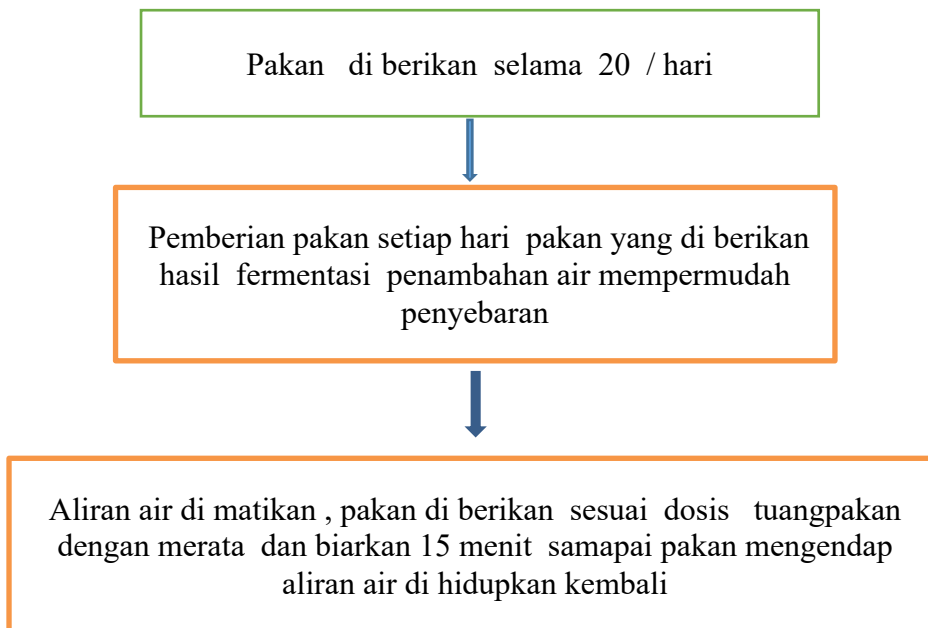 Pakan di berikan selama 20 / hari
Pemberian pakan setiap hari pakan yang di berikan
hasil fermentasi penambahan air mempermudah
penyebaran
Aliran air di matikan , pakan di berikan sesuai dosis tuangpakan
dengan merata dan biarkan 15 menit samapai pakan mengendap
aliran air di hidupkan kembali